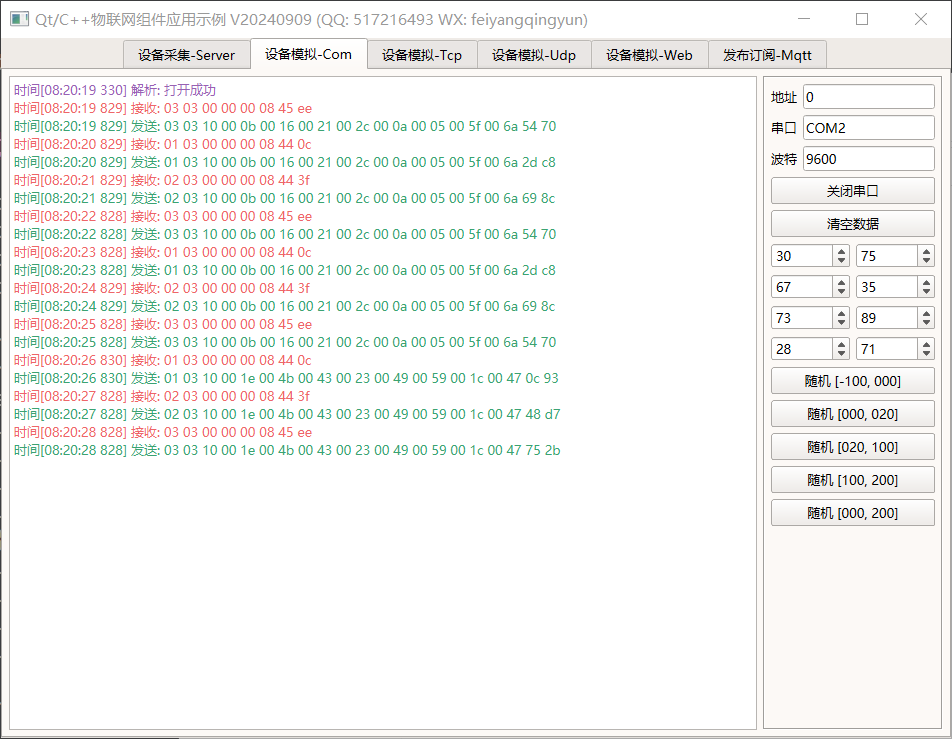 Qt/C++物联网组件应用示例 V20240909 (QQ: 517216493 WX: feiyangqingyun)
设备采集-Server 设备模拟-Com 设备模拟-Tcp 设备模拟-Udp 设备模拟-Web 发布订阅-Mqtt
时间[08:20:19 330] 解析: 打开成功
时间[08:20:19 829] 接收: 03 03 00 00 00 08 45 ee
时间[08:20:19 829] 发送: 03 03 10 00 0b 00 16 00 21 00 2c 00 0a 00 05 00 5f 00 6a 54 70
时间[08:20:20 829] 接收: 01 03 00 00 00 08 44 0c
时间[08:20:20 829] 发送: 01 03 10 00 0b 00 16 00 21 00 2c 00 0a 00 05 00 5f 00 6a 2d c8
时间[08:20:21 829] 接收: 02 03 00 00 00 08 44 3f
时间[08:20:21 829] 发送: 02 03 10 00 0b 00 16 00 21 00 2c 00 0a 00 05 00 5f 00 6a 69 8c
时间[08:20:22 828] 接收: 03 03 00 00 00 08 45 ee
时间[08:20:22 828] 发送: 03 03 10 00 0b 00 16 00 21 00 2c 00 0a 00 05 00 5f 00 6a 54 70
时间[08:20:23 828] 接收: 01 03 00 00 00 08 44 0c
时间[08:20:23 828] 发送: 01 03 10 00 0b 00 16 00 21 00 2c 00 0a 00 05 00 5f 00 6a 2d c8
时间[08:20:24 829] 接收: 02 03 00 00 00 08 44 3f
时间[08:20:24 829] 发送: 02 03 10 00 0b 00 16 00 21 00 2c 00 0a 00 05 00 5f 00 6a 69 8c
时间[08:20:25 828] 接收: 03 03 00 00 00 08 45 ee
时间[08:20:25 828] 发送: 03 03 10 00 0b 00 16 00 21 00 2c 00 0a 00 05 00 5f 00 6a 54 70
时间[08:20:26 830] 接收: 01 03 00 00 00 08 44 0c
时间[08:20:26 830] 发送: 01 03 10 00 1e 00 4b 00 43 00 23 00 49 00 59 00 1c 00 47 0c 93
时间[08:20:27 828] 接收: 02 03 00 00 00 08 44 3f
时间[08:20:27 828] 发送: 02 03 10 00 1e 00 4b 00 43 00 23 00 49 00 59 00 1c 00 47 48 d7
时间[08:20:28 828] 接收: 03 03 00 00 00 08 45 ee
时间[08:20:28 828] 发送: 03 03 10 00 1e 00 4b 00 43 00 23 00 49 00 59 00 1c 00 47 75 2b
地址 0
串口 COM2
波特 9600
关闭串口
清空数据
30 75
67 35
73 89
28 71
随机 [-100, 000]
随机 [000, 020]
随机 [020, 100]
随机 [100, 200]
随机 [000, 200]